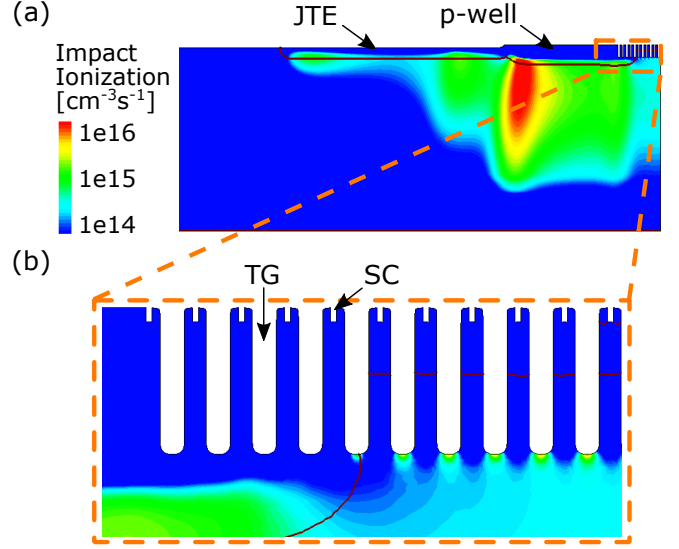 (a)
JTE
p-well
Impact
Ionization
[cm⁻³s⁻¹]
1e16
1e15
1e14
(b)
TG
SC